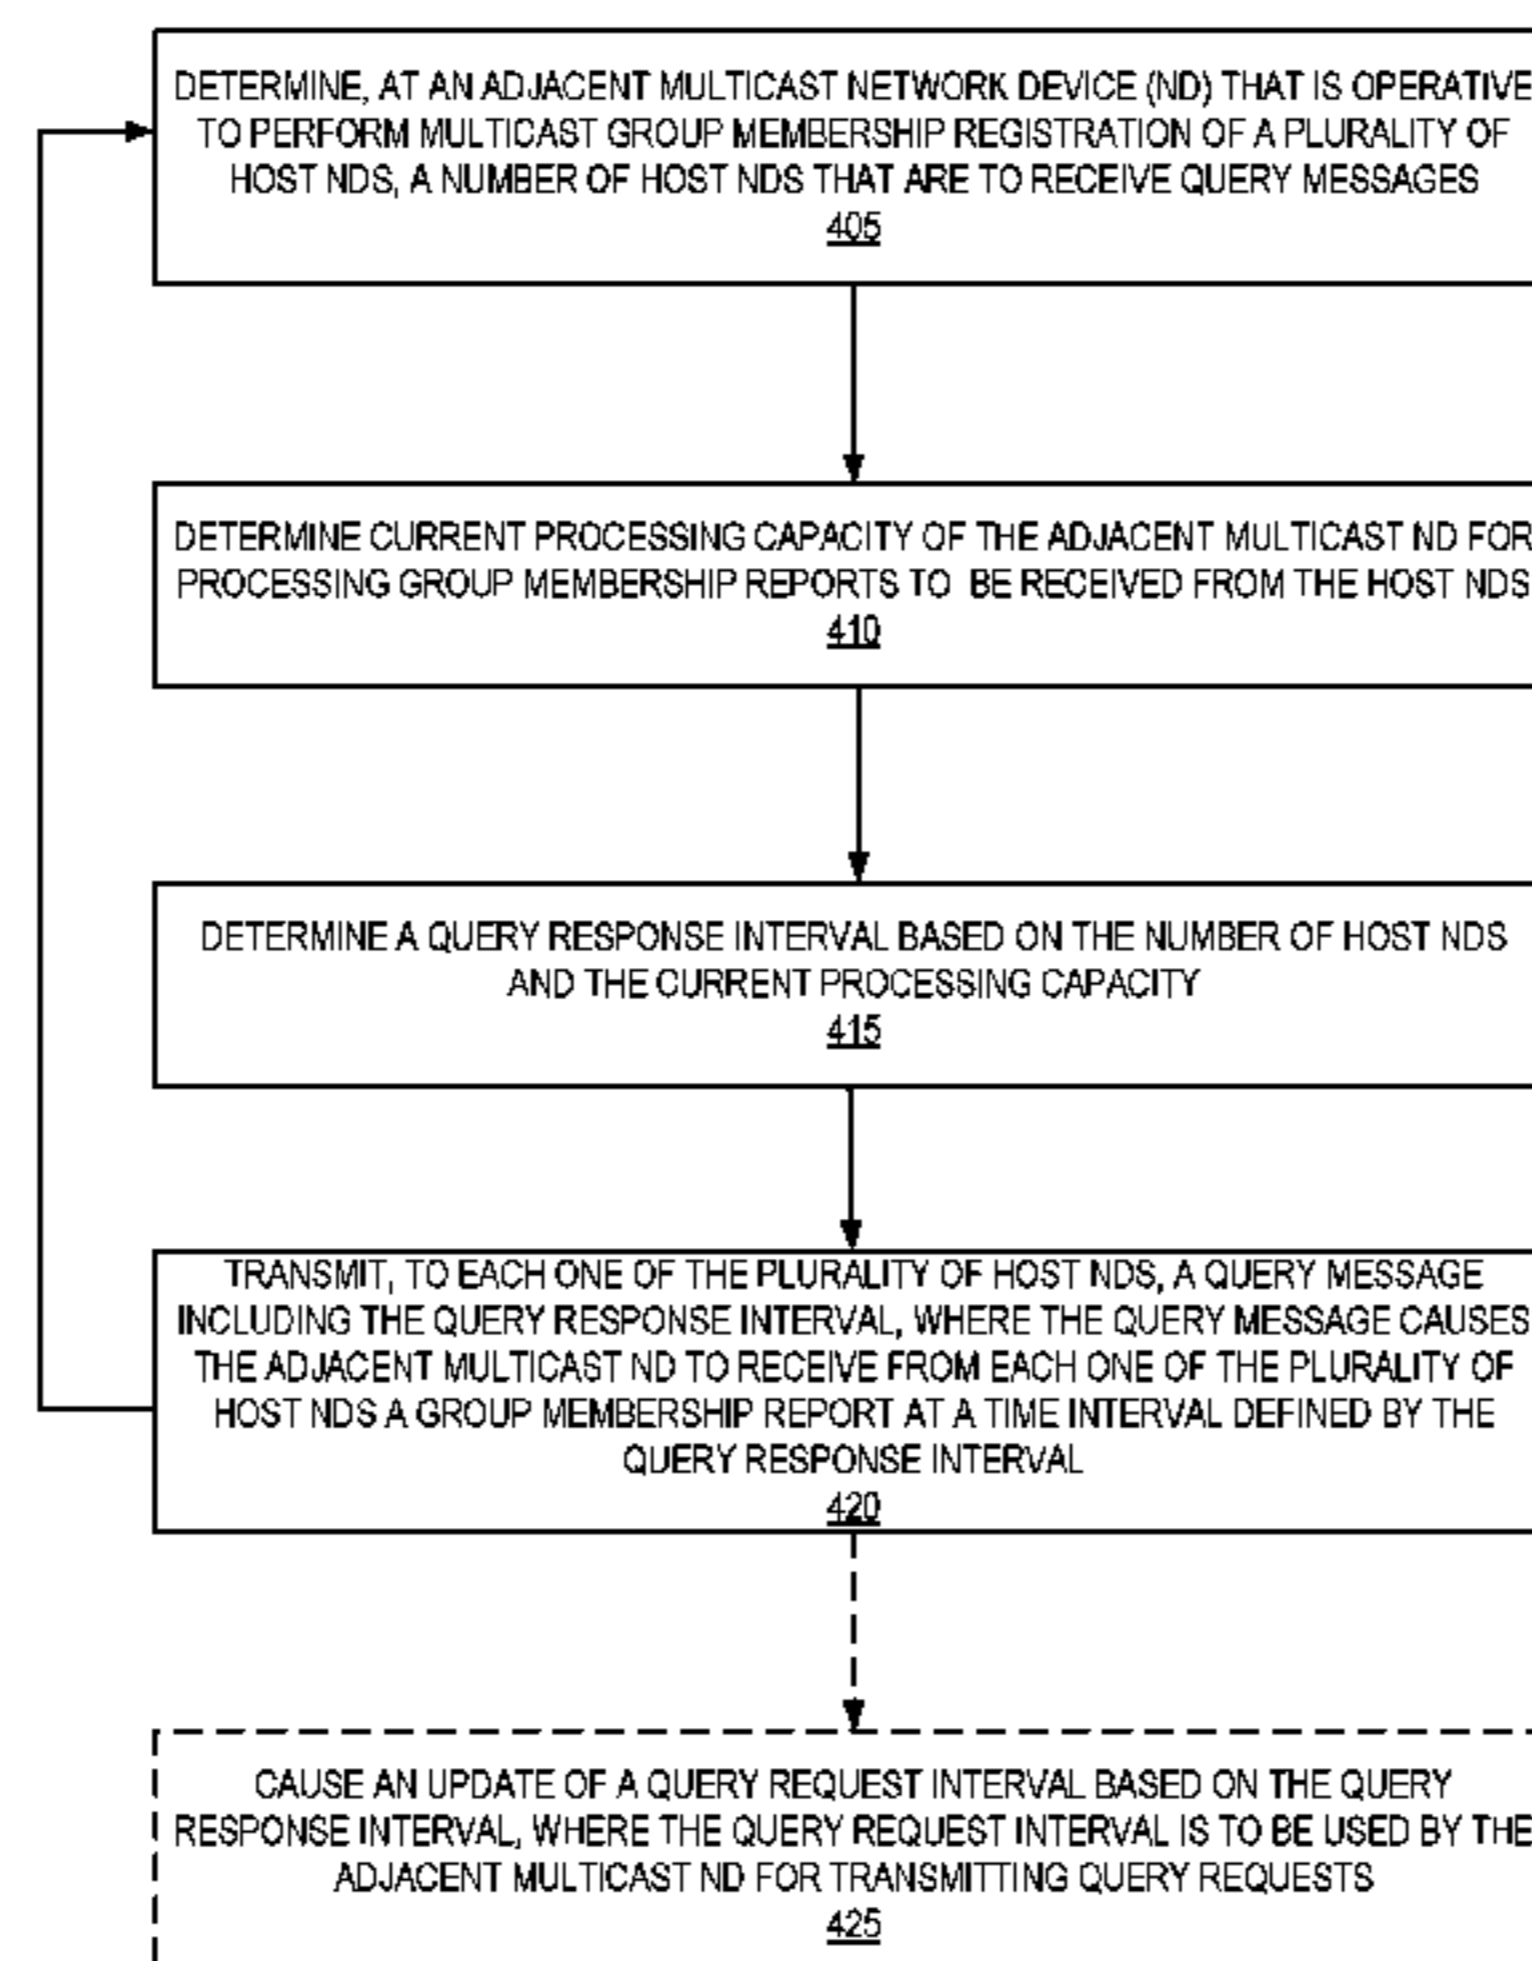 DETERMINE, AT AN ADJACENT MULTICAST NETWORK DEVICE (ND) THAT IS OPERATIVE
TO PERFORM MULTICAST GROUP MEMBERSHIP REGISTRATION OF A PLURALITY OF
HOST NDS, A NUMBER OF HOST NDS THAT ARE TO RECEIVE QUERY MESSAGES
405
DETERMINE CURRENT PROCESSING CAPACITY OF THE ADJACENT MULTICAST ND FOR
PROCESSING GROUP MEMBERSHIP REPORTS TO BE RECEIVED FROM THE HOST NDS
410
DETERMINE A QUERY RESPONSE INTERVAL BASED ON THE NUMBER OF HOST NDS
AND THE CURRENT PROCESSING CAPACITY
415
TRANSMIT, TO EACH ONE OF THE PLURALITY OF HOST NDS, A QUERY MESSAGE
INCLUDING THE QUERY RESPONSE INTERVAL, WHERE THE QUERY MESSAGE CAUSES
THE ADJACENT MULTICAST ND TO RECEIVE FROM EACH ONE OF THE PLURALITY OF
HOST NDS A GROUP MEMBERSHIP REPORT AT A TIME INTERVAL DEFINED BY THE
QUERY RESPONSE INTERVAL
420
CAUSE AN UPDATE OF A QUERY REQUEST INTERVAL BASED ON THE QUERY
RESPONSE INTERVAL, WHERE THE QUERY REQUEST INTERVAL IS TO BE USED BY THE
ADJACENT MULTICAST ND FOR TRANSMITTING QUERY REQUESTS
425